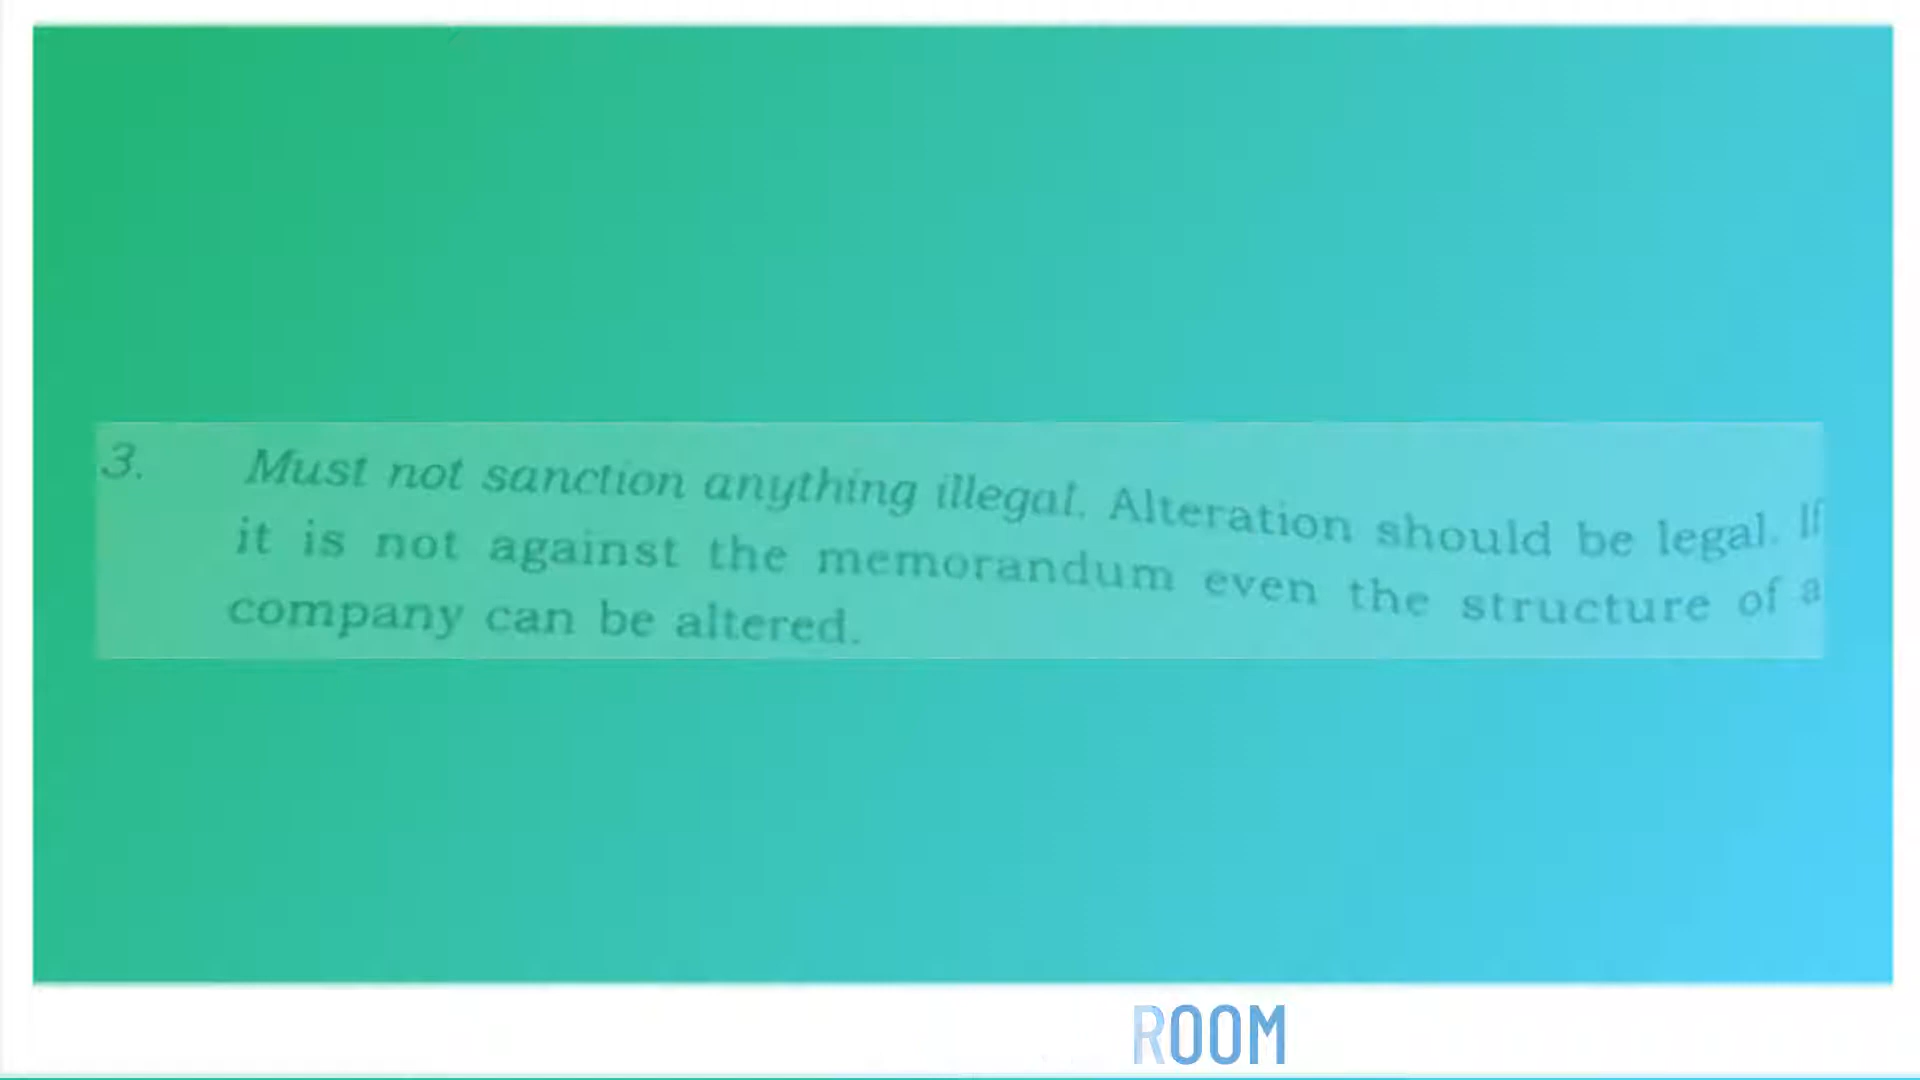 3. Must not sanction anything illegal. Alteration should be legal. If
it is not against the memorandum even the structure of a
company can be altered.
ROOM